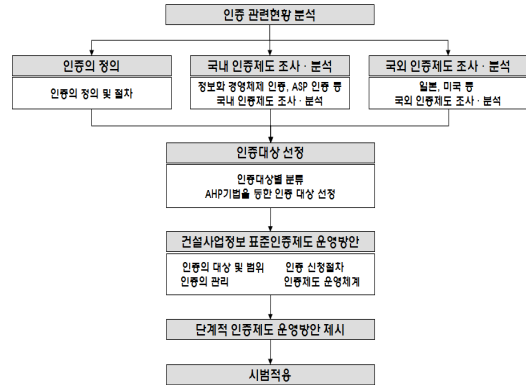 인증 관련현황 분석
인증의 정의
인증의 정의 및 절차
국내 인증제도 조사 · 분석
정보화 경영체제 인증, ASP 인증 등
국내 인증제도 조사 · 분석
국외 인증제도 조사 · 분석
일본, 미국 등
국외 인증제도 조사 · 분석
인증대상 선정
인증대상별 분류
AHP기법을 통한 인증 대상 선정
건설사업정보 표준인증제도 운영방안
인증의 대상 및 범위 인증 신청절차
인증의 관리 인증제도 운영체계
단계적 인증제도 운영방안 제시
시범적용